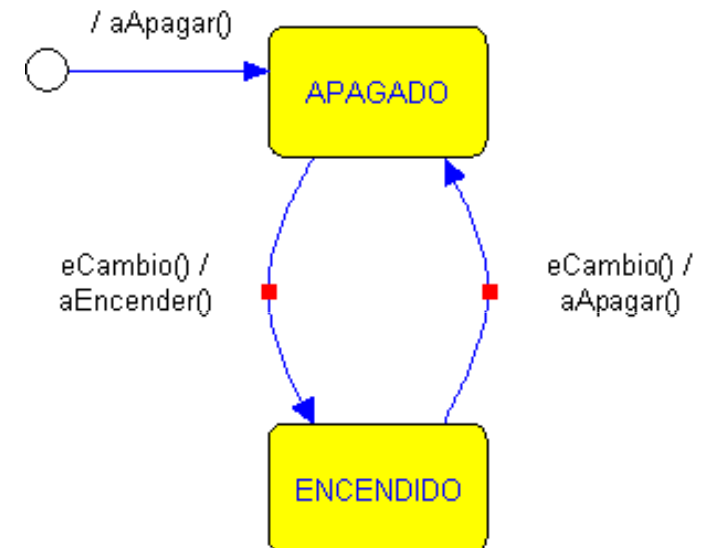 / aApagar()
APAGADO
eCambio() /
aEncender()
eCambio() /
aApagar()
ENCENDIDO